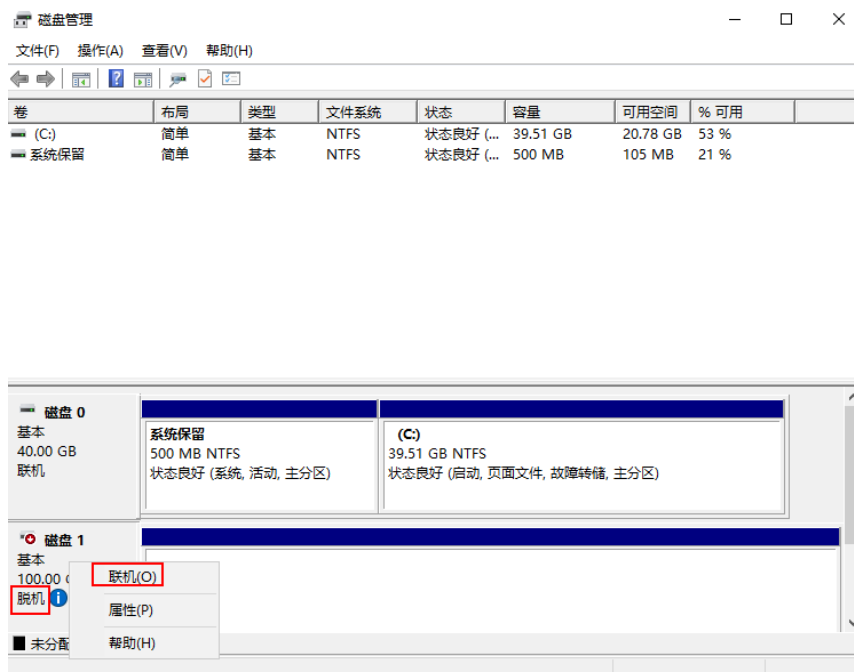 磁盘管理
文件(F) 操作(A) 查看(V) 帮助(H)
卷 布局 类型 文件系统 状态 容量 可用空间 % 可用
(C:) 简单 基本 NTFS 状态良好 (... 39.51 GB 20.78 GB 53 %
系统保留 简单 基本 NTFS 状态良好 (... 500 MB 105 MB 21 %
磁盘 0
基本
40.00 GB
联机
系统保留
500 MB NTFS
状态良好 (系统, 活动, 主分区)
(C:)
39.51 GB NTFS
状态良好 (启动, 页面文件, 故障转储, 主分区)
磁盘 1
基本
100.00
脱机
联机(O)
属性(P)
帮助(H)
未分配